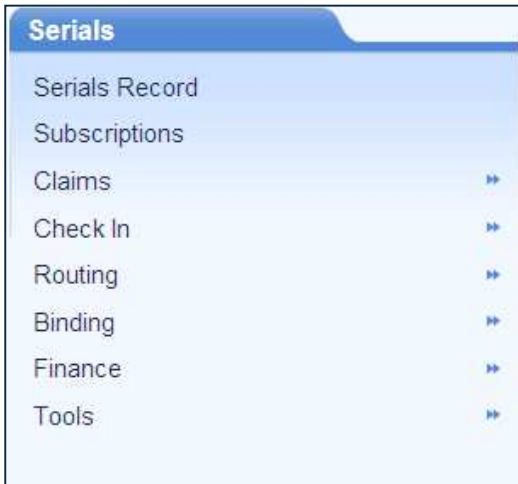 Serials
Serials Record
Subscriptions
Claims
Check In
Routing
Binding
Finance
Tools